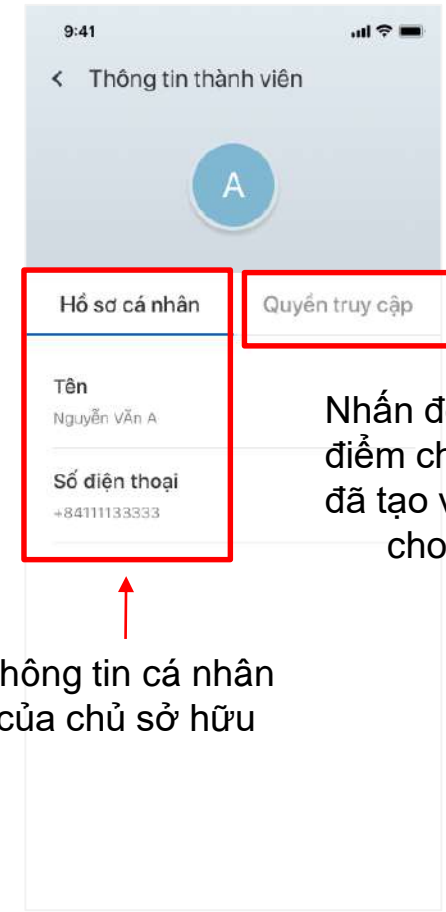 9:41
< Thông tin thành viên
A
Hồ sơ cá nhân
Quyền truy cập
Tên
Nguyễn VĂn A
Số điện thoại
+84111133333
Nhấn
điểm
đã tạo
cho
hông tin cá nhân
của chủ sở hữu